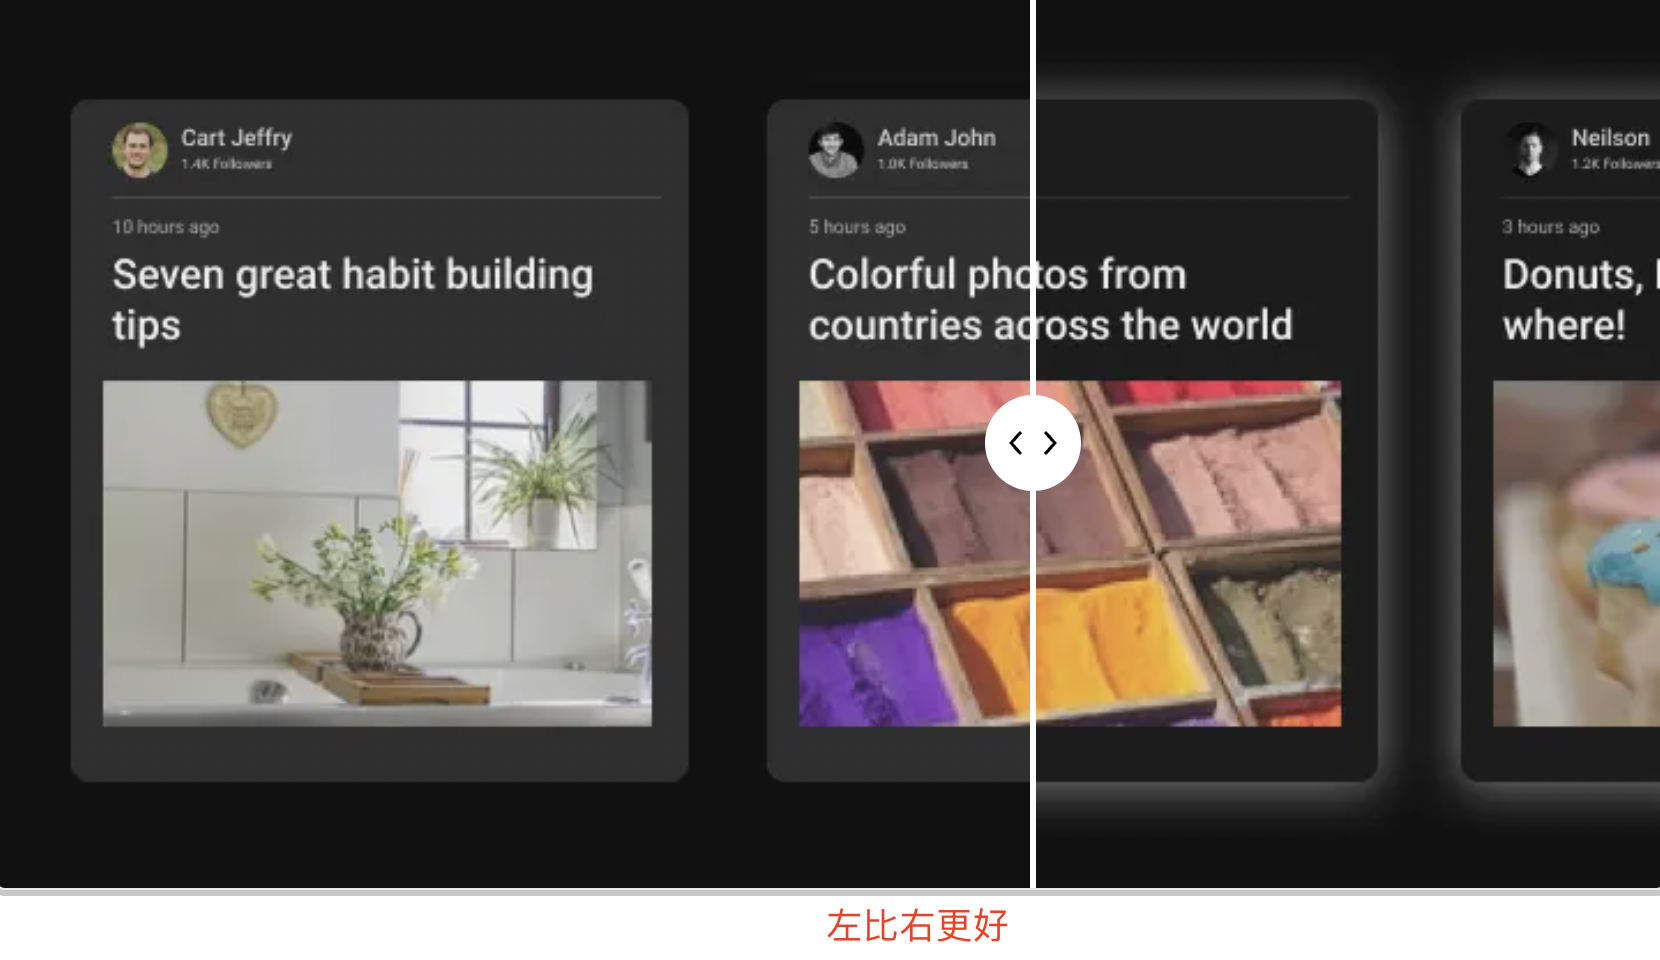 Cart Jeffry
1.4K Followers
10 hours ago
Seven great habit building
tips
Adam John
1.0K Followers
5 hours ago
Colorful photos from
countries across the world
Neilson
1.2K Followers
3 hours ago
Donuts,
where!
左比右更好